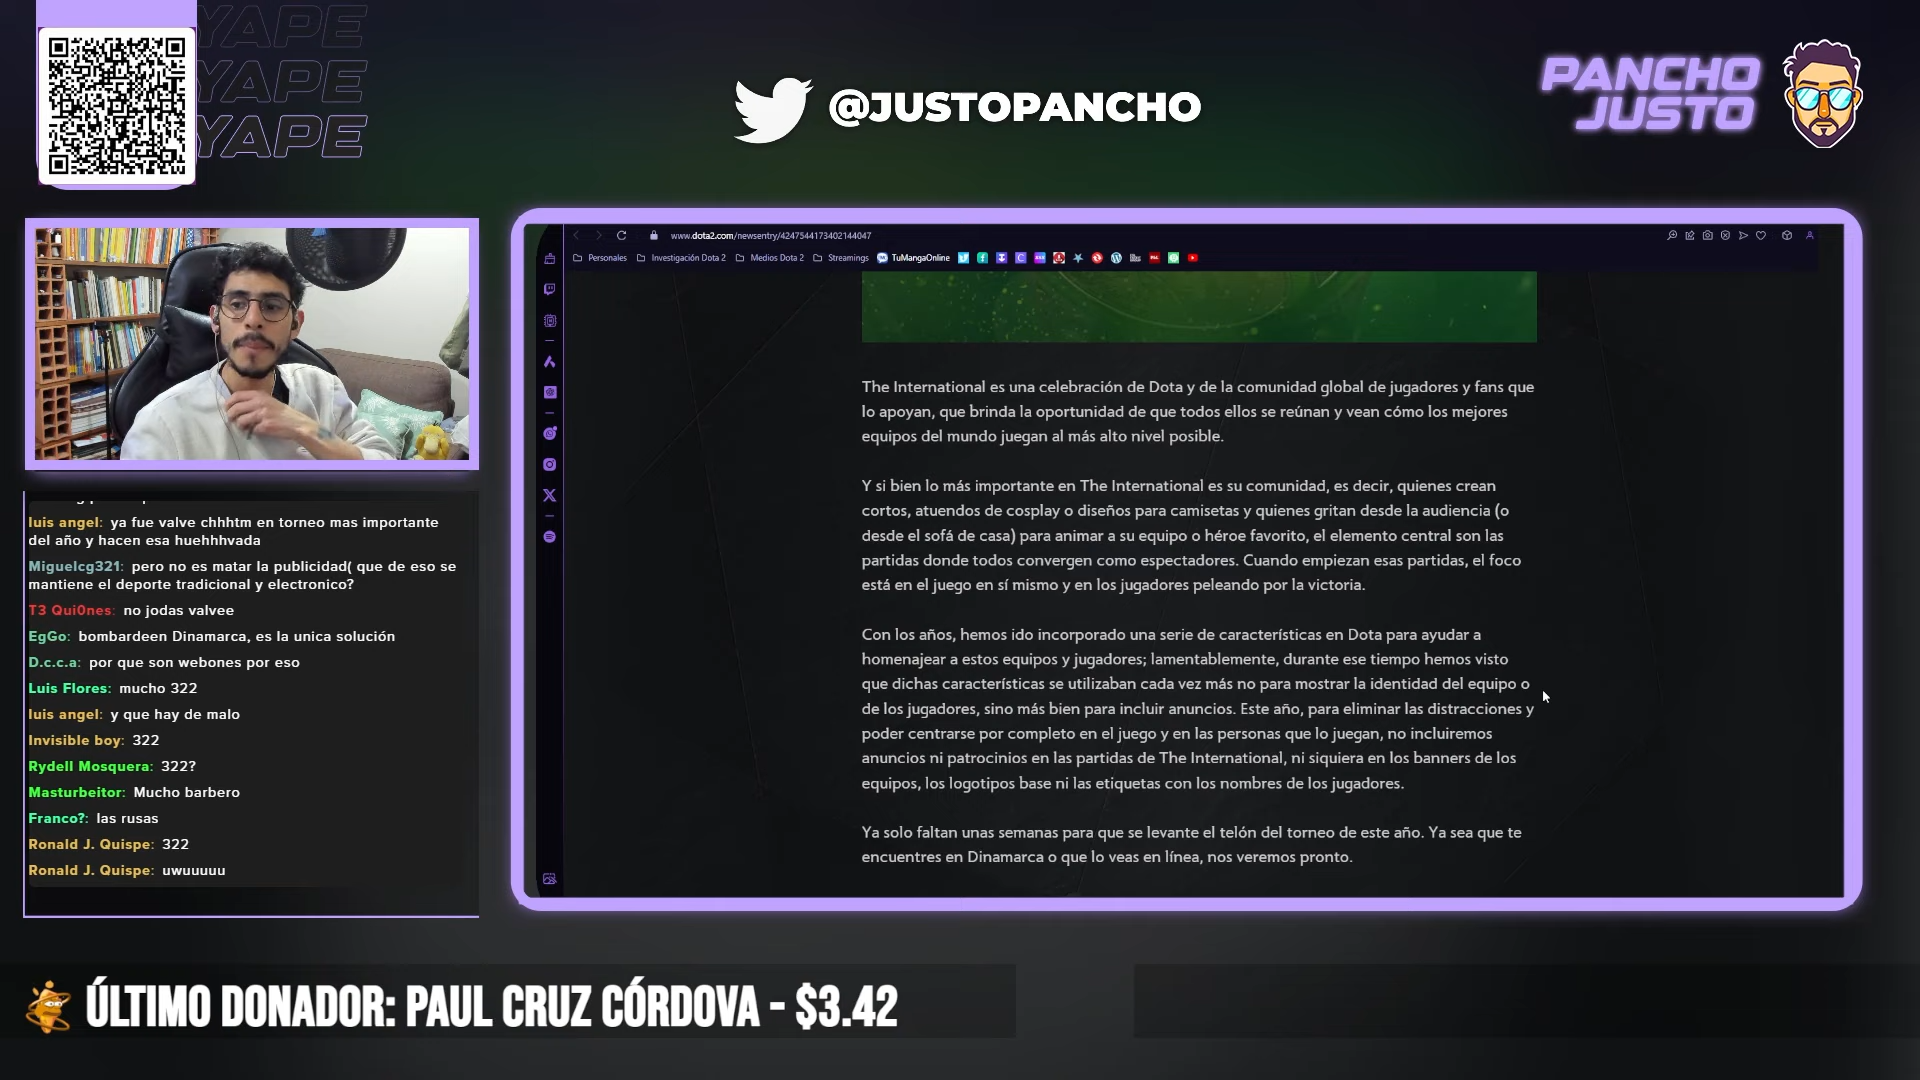 YAPE
YAPE
YAPE
@JUSTOPANCHO
PANCHO
JUSTO
www.dota2.com/newsentry/4247544173402144047
Personales
Investigación Dota 2
Medios Dota 2
Streamings
TuMangaOnline
The International es una celebración de Dota y de la comunidad global de jugadores y fans que
lo apoyan, que brinda la oportunidad de que todos ellos se reúnan y vean cómo los mejores
equipos del mundo juegan al más alto nivel posible.
Y si bien lo más importante en The International es su comunidad, es decir, quienes crean
cortos, atuendos de cosplay o diseños para camisetas y quienes gritan desde la audiencia (o
desde el sofá de casa) para animar a su equipo o héroe favorito, el elemento central son las
partidas donde todos convergen como espectadores. Cuando empiezan esas partidas, el foco
está en el juego en sí mismo y en los jugadores peleando por la victoria.
Con los años, hemos ido incorporado una serie de características en Dota para ayudar a
homenajear a estos equipos y jugadores; lamentablemente, durante ese tiempo hemos visto
que dichas características se utilizaban cada vez más no para mostrar la identidad del equipo o
de los jugadores, sino más bien para incluir anuncios. Este año, para eliminar las distracciones y
poder centrarse por completo en el juego y en las personas que lo juegan, no incluiremos
anuncios ni patrocinios en las partidas de The International, ni siquiera en los banners de los
equipos, los logotipos base ni las etiquetas con los nombres de los jugadores.
Ya solo faltan unas semanas para que se levante el telón del torneo de este año. Ya sea que te
encuentres en Dinamarca o que lo veas en línea, nos veremos pronto.
luis angel: ya fue valve chhhtm en torneo mas importante
del año y hacen esa huehhhvada
Miguelcg321: pero no es matar la publicidad( que de eso se
mantiene el deporte tradicional y electronico?
T3 Qui0nes: no jodas valvee
EgGo: bombardeen Dinamarca, es la unica solución
D.c.c.a: por que son webones por eso
Luis Flores: mucho 322
luis angel: y que hay de malo
Invisible boy: 322
Rydell Mosquera: 322?
Masturbeitor: Mucho barbero
Franco?: las rusas
Ronald J. Quispe: 322
Ronald J. Quispe: uwuuuuu
ÚLTIMO DONADOR: PAUL CRUZ CÓRDOVA - $3.42